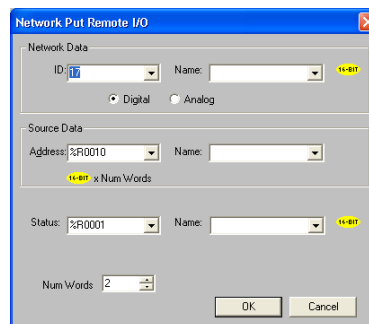 Network Put Remote I/O
Network Data
ID: 17 Name: 16-BIT
Digital Analog
Source Data
Address: %R0010 Name:
16-BIT x Num Words
Status: %R0001 Name: 16-BIT
Num Words 2
OK Cancel